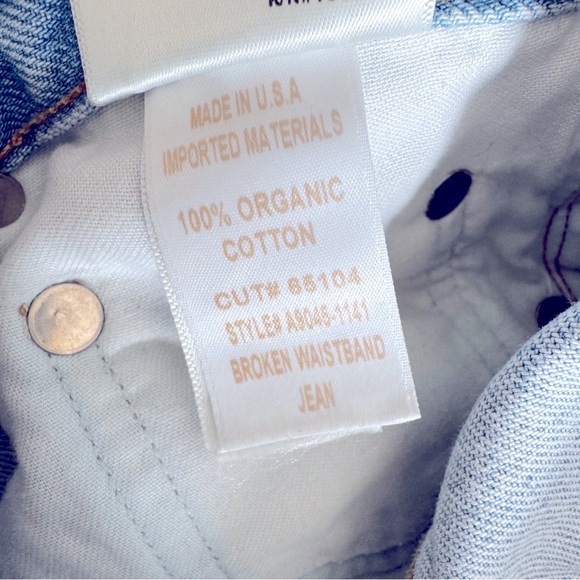 MADE IN U.S.A
IMPORTED MATERIALS
100% ORGANIC
COTTON
CUT# 65104
STYLE# A9046-1141
BROKEN WAISTBAND
JEAN